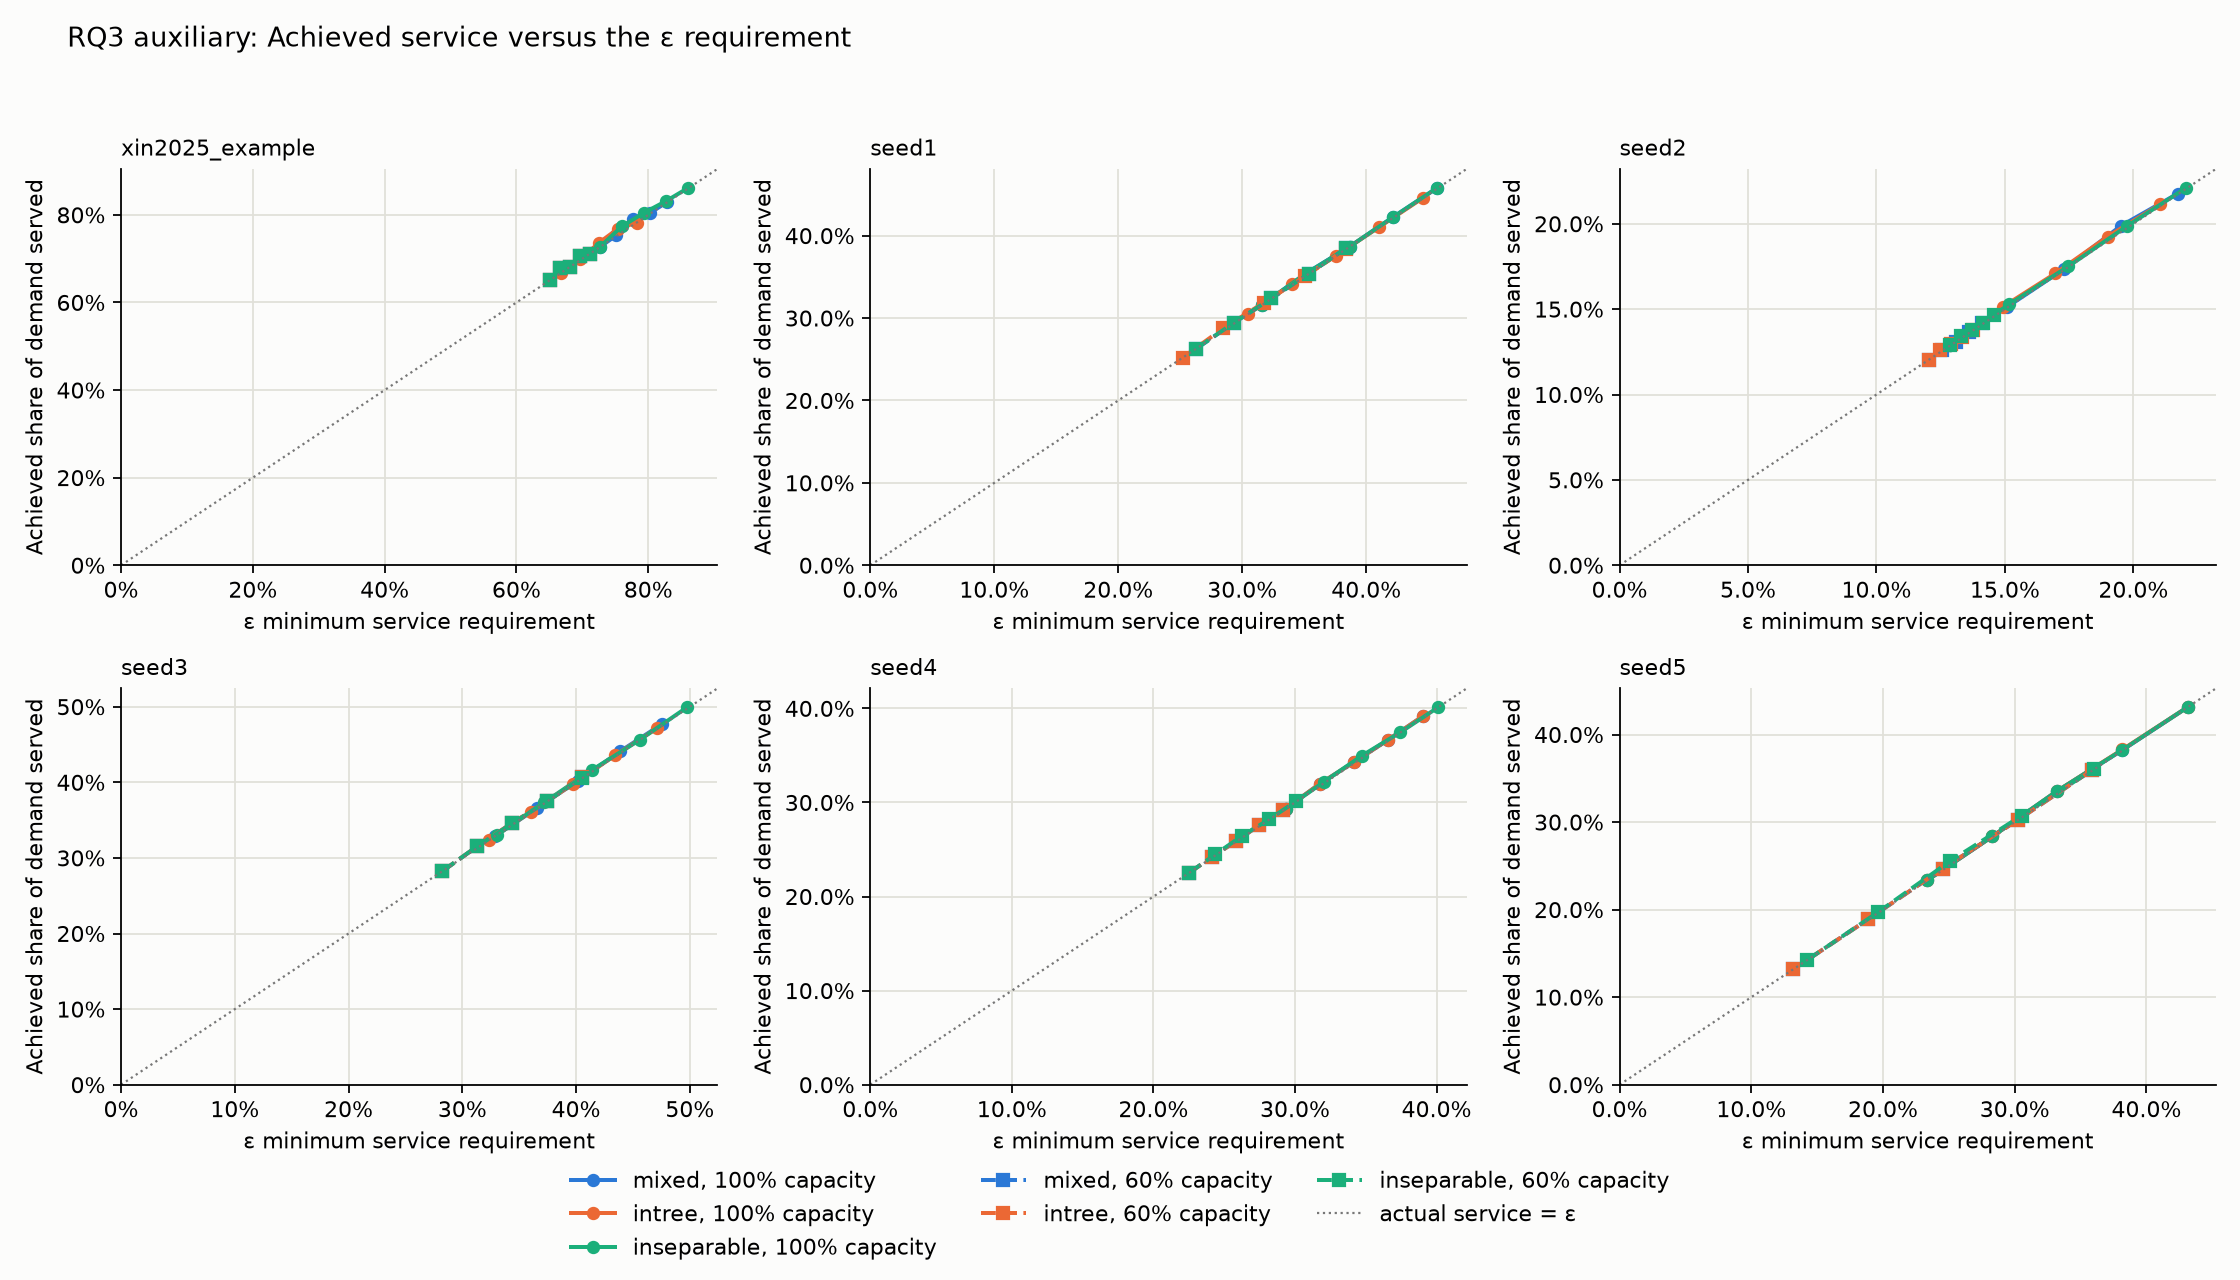 RQ3 auxiliary: Achieved service versus the ε requirement
xin2025_example
Achieved share of demand served
80%
60%
40%
20%
0%
0% 20% 40% 60% 80%
ε minimum service requirement
seed1
Achieved share of demand served
40.0%
30.0%
20.0%
10.0%
0.0%
0.0% 10.0% 20.0% 30.0% 40.0%
ε minimum service requirement
seed2
Achieved share of demand served
20.0%
15.0%
10.0%
5.0%
0.0%
0.0% 5.0% 10.0% 15.0% 20.0%
ε minimum service requirement
seed3
Achieved share of demand served
50%
40%
30%
20%
10%
0%
0% 10% 20% 30% 40% 50%
ε minimum service requirement
seed4
Achieved share of demand served
40.0%
30.0%
20.0%
10.0%
0.0%
0.0% 10.0% 20.0% 30.0% 40.0%
ε minimum service requirement
seed5
Achieved share of demand served
40.0%
30.0%
20.0%
10.0%
0.0%
0.0% 10.0% 20.0% 30.0% 40.0%
ε minimum service requirement
mixed, 100% capacity
intree, 100% capacity
inseparable, 100% capacity
mixed, 60% capacity
intree, 60% capacity
inseparable, 60% capacity
actual service = ε